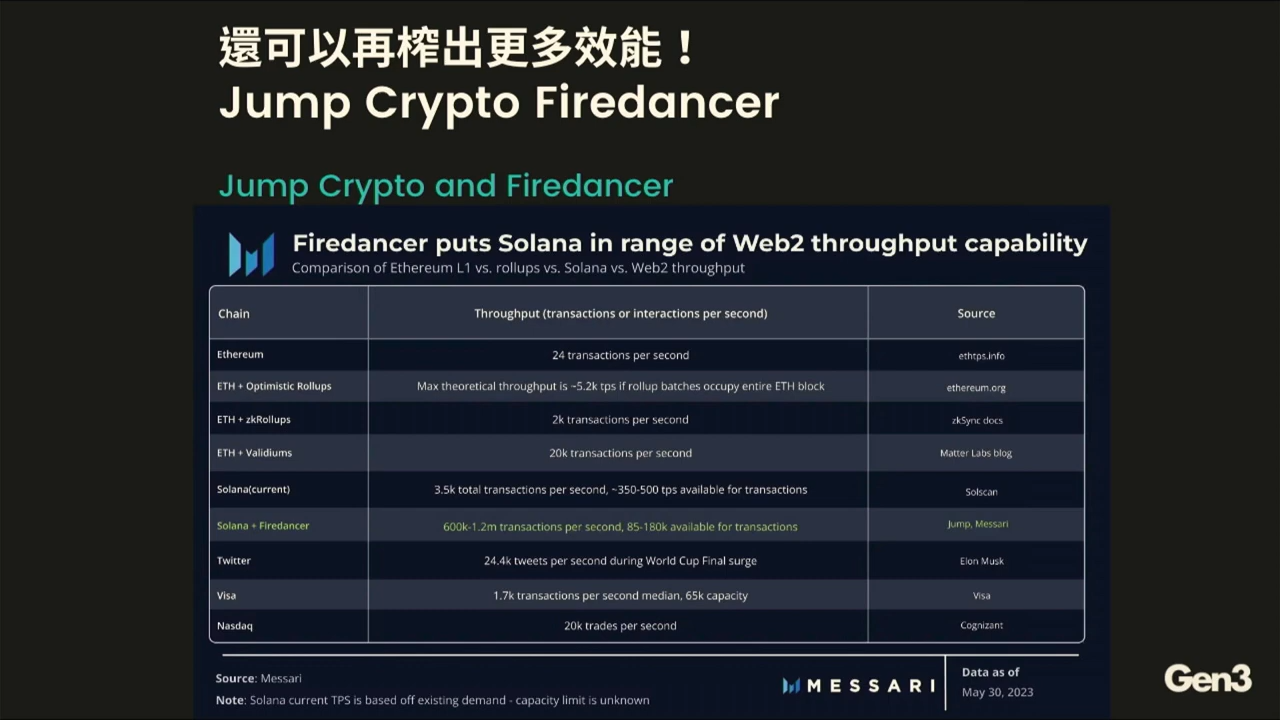 還可以再榨出更多效能！
Jump Crypto Firedancer
Jump Crypto and Firedancer
Firedancer puts Solana in range of Web2 throughput capability
Comparison of Ethereum L1 vs. rollups vs. Solana vs. Web2 throughput
Chain Throughput (transactions or interactions per second) Source
Ethereum 24 transactions per second ethtps.info
ETH + Optimistic Rollups Max theoretical throughput is ~5.2k tps if rollup batches occupy entire ETH block ethereum.org
ETH + zkRollups 2k transactions per second zkSync docs
ETH + Validiums 20k transactions per second Matter Labs blog
Solana(current) 3.5k total transactions per second, ~350-500 tps available for transactions Solscan
Solana + Firedancer 600k-1.2m transactions per second, 85-180k available for transactions Jump, Messari
Twitter 24.4k tweets per second during World Cup Final surge Elon Musk
Visa 1.7k transactions per second median, 65k capacity Visa
Nasdaq 20k trades per second Cognizant
Source: Messari
Note: Solana current TPS is based off existing demand - capacity limit is unknown
MESSARI
Data as of
May 30, 2023
Gen3